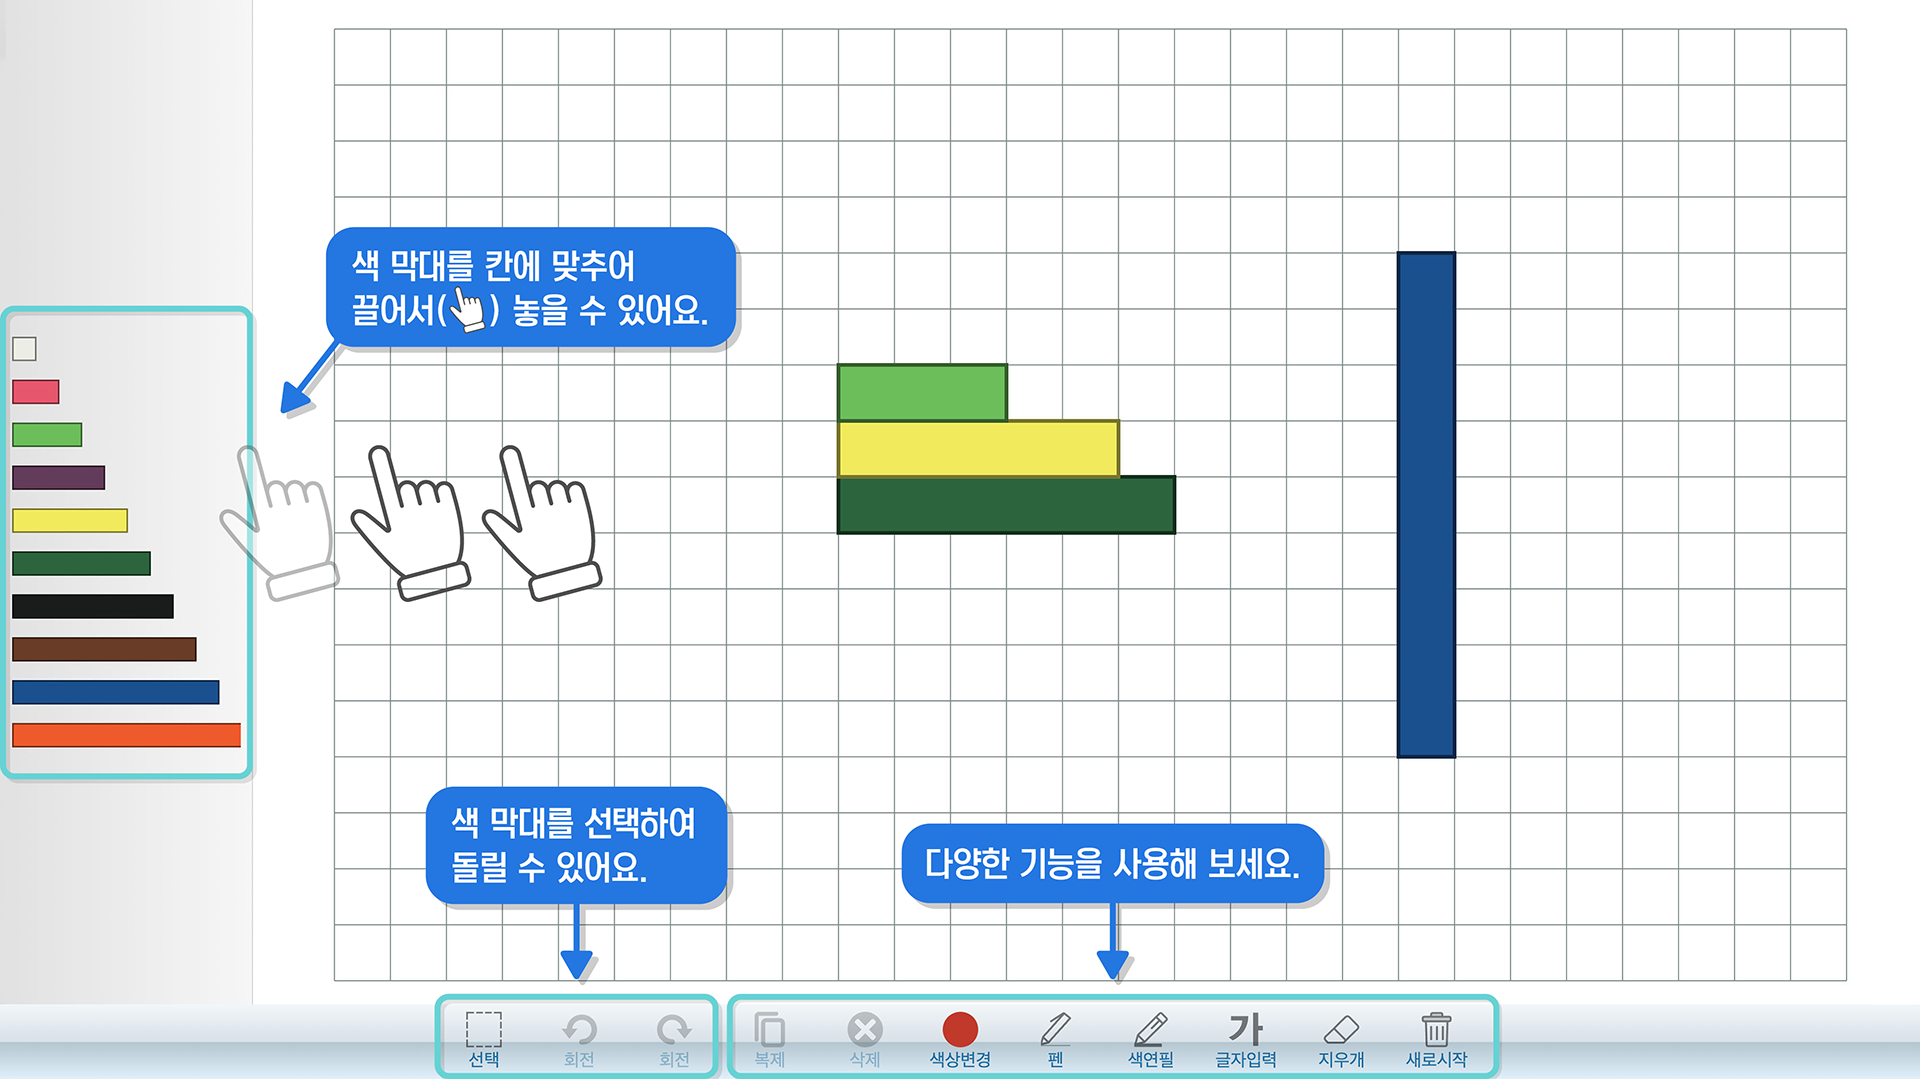 색 막대를 칸에 맞추어
끌어서( ) 놓을 수 있어요.
색 막대를 선택하여
돌릴 수 있어요.
다양한 기능을 사용해 보세요.
선택
회전
회전
복제
삭제
색상변경
펜
색연필
가
글자입력
지우개
새로시작